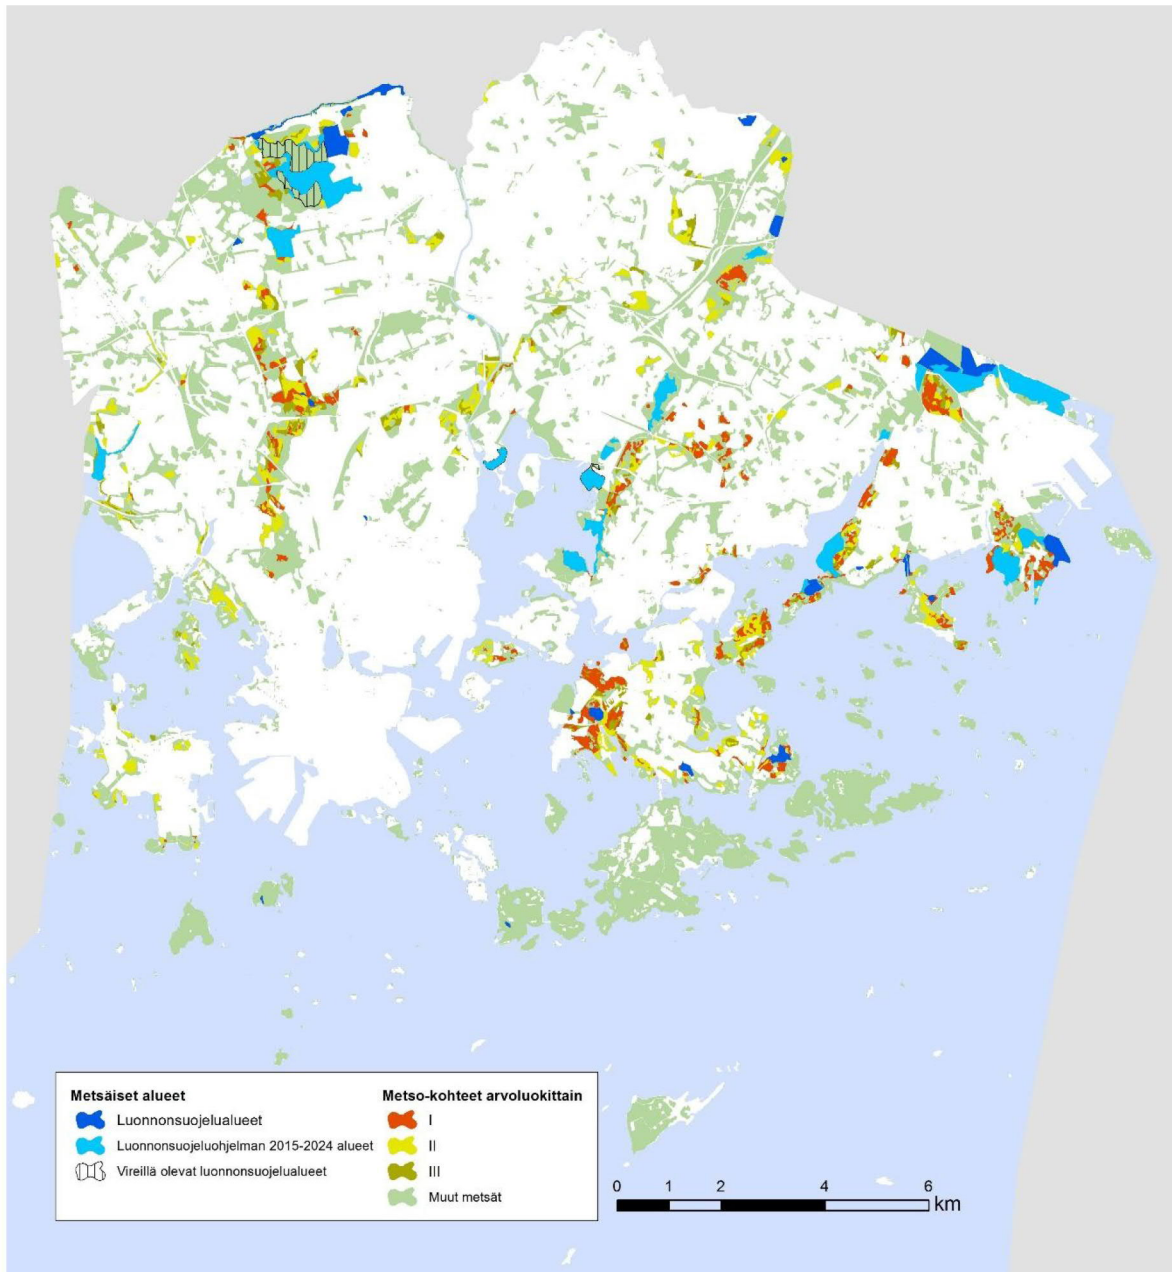 Metsäiset alueet
Luonnonsuojelualueet
Luonnonsuojeluohjelman 2015-2024 alueet
Vireillä olevat luonnonsuojelualueet
Metso-kohteet arvoluokittain
I
II
III
Muut metsät
0 1 2 4 6
km